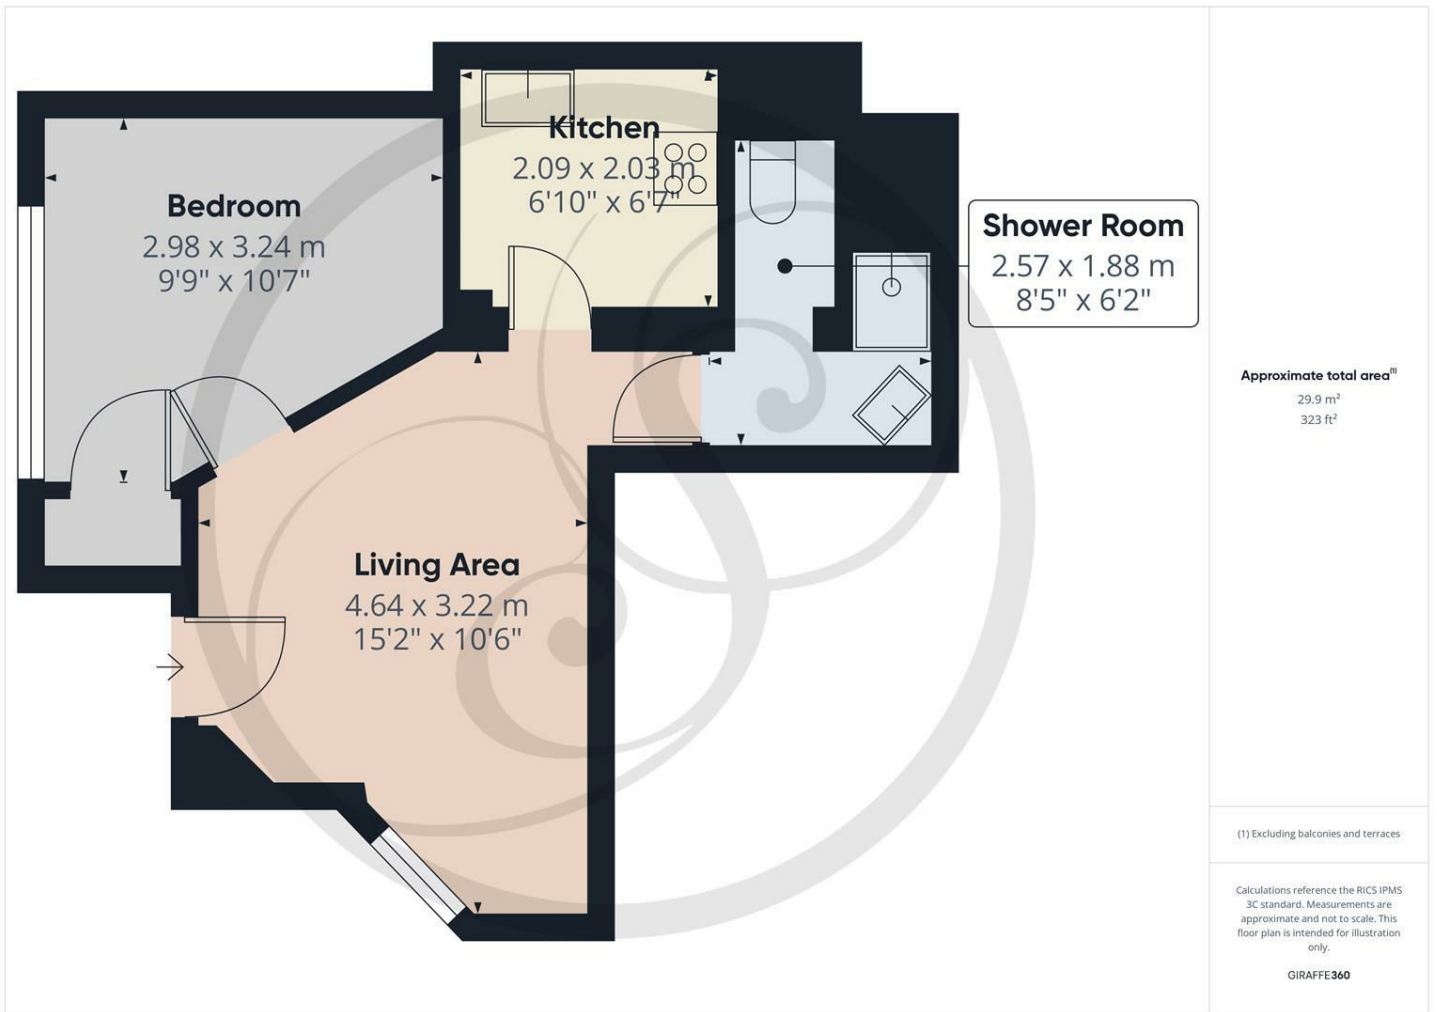 Kitchen
2.09 x 2.03 m
6'10" x 6'7"
Bedroom
2.98 x 3.24 m
9'9" x 10'7"
Shower Room
2.57 x 1.88 m
8'5" x 6'2"
Living Area
4.64 x 3.22 m
15'2" x 10'6"
Approximate total area(1)
29.9 m²
323 ft²
(1) Excluding balconies and terraces
Calculations reference the RICS IPMS
3C standard. Measurements are
approximate and not to scale. This
floor plan is intended for illustration
only.
GIRAFFE360